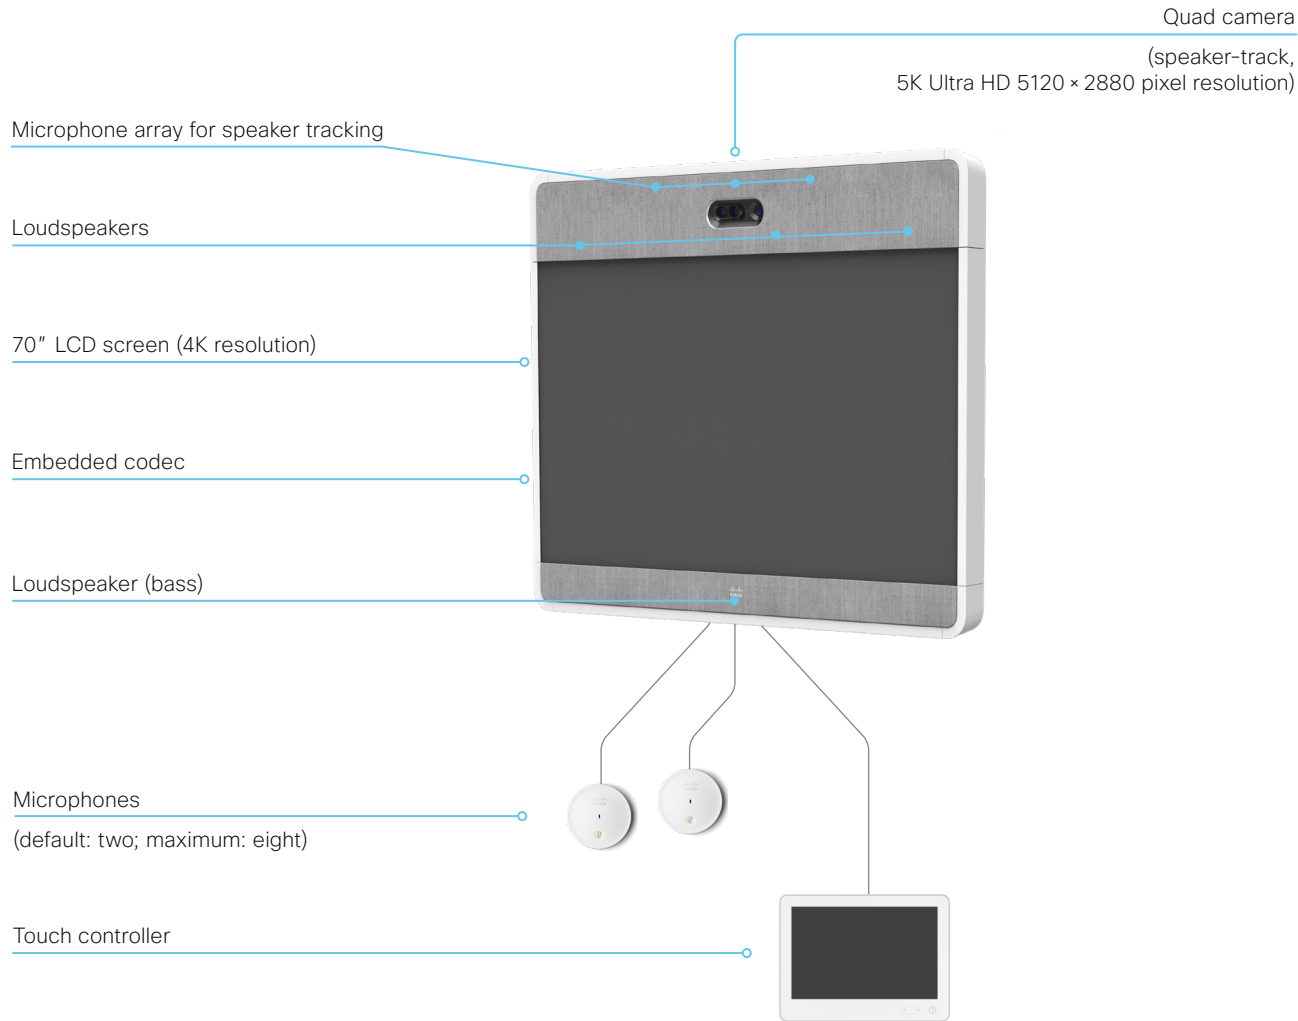 Quad camera
(speaker-track,
5K Ultra HD 5120 × 2880 pixel resolution)
Microphone array for speaker tracking
Loudspeakers
70″ LCD screen (4K resolution)
Embedded codec
Loudspeaker (bass)
CISCO
Microphones
(default: two; maximum: eight)
Touch controller